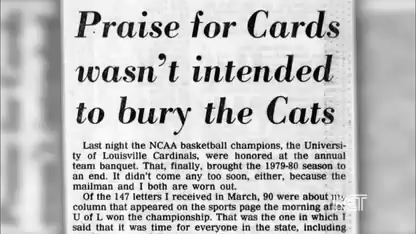 Praise for Cards
wasn't intended
to bury the Cats
Last night the NCAA basketball champions, the Universi-
ty of Louisville Cardinals, were honored at the annual
team banquet. That, finally, brought the 1979-80 season to
an end. It didn't come any too soon, either, because the
mailman and I both are worn out.
Of the 147 letters I received in March, 90 were about my
column that appeared on the sports page the morning after
U of L won the championship. That was the one in which I
said that it was time for everyone in the state, including